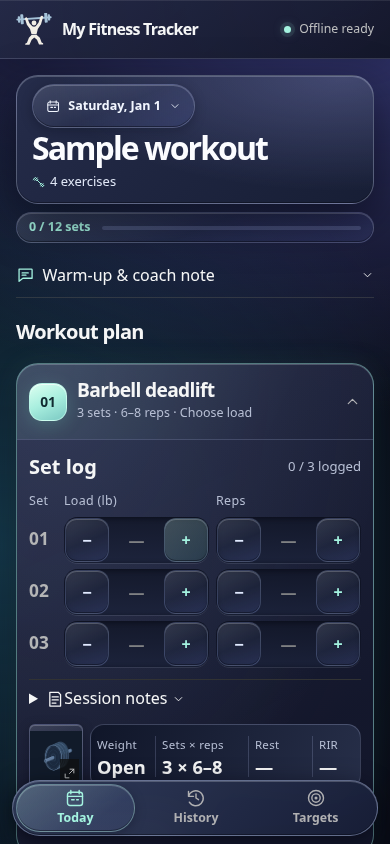 My Fitness Tracker
Offline ready
Saturday, Jan 1
Sample workout
4 exercises
0 / 12 sets
Warm-up & coach note
Workout plan
01
Barbell deadlift
3 sets · 6–8 reps · Choose load
Set log
0 / 3 logged
Set Load (lb) Reps
01 − — + − — +
02 − — + − — +
03 − — + − — +
Session notes
Weight Sets × reps Rest RIR
Open 3 × 6–8 — —
Today History Targets